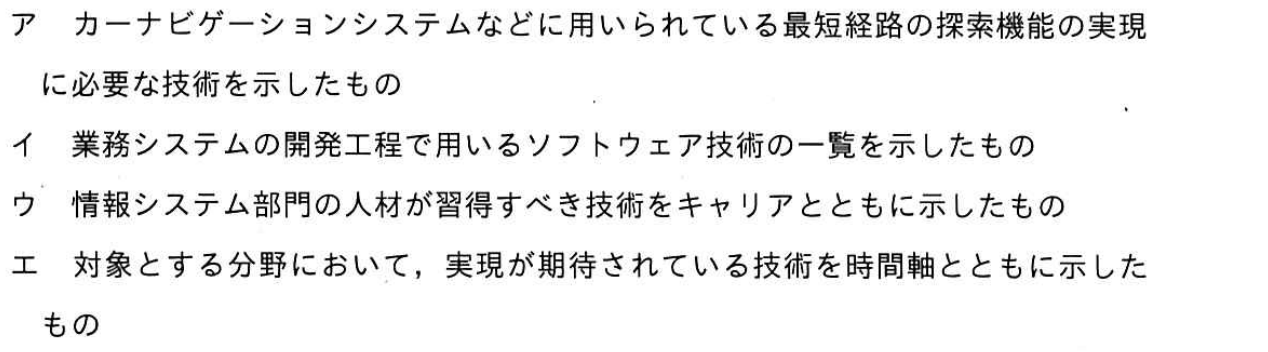 ア　カーナビゲーションシステムなどに用いられている最短経路の探索機能の実現
に必要な技術を示したもの
イ　業務システムの開発工程で用いるソフトウェア技術の一覧を示したもの
ウ　情報システム部門の人材が習得すべき技術をキャリアとともに示したもの
エ　対象とする分野において，実現が期待されている技術を時間軸とともに示した
もの